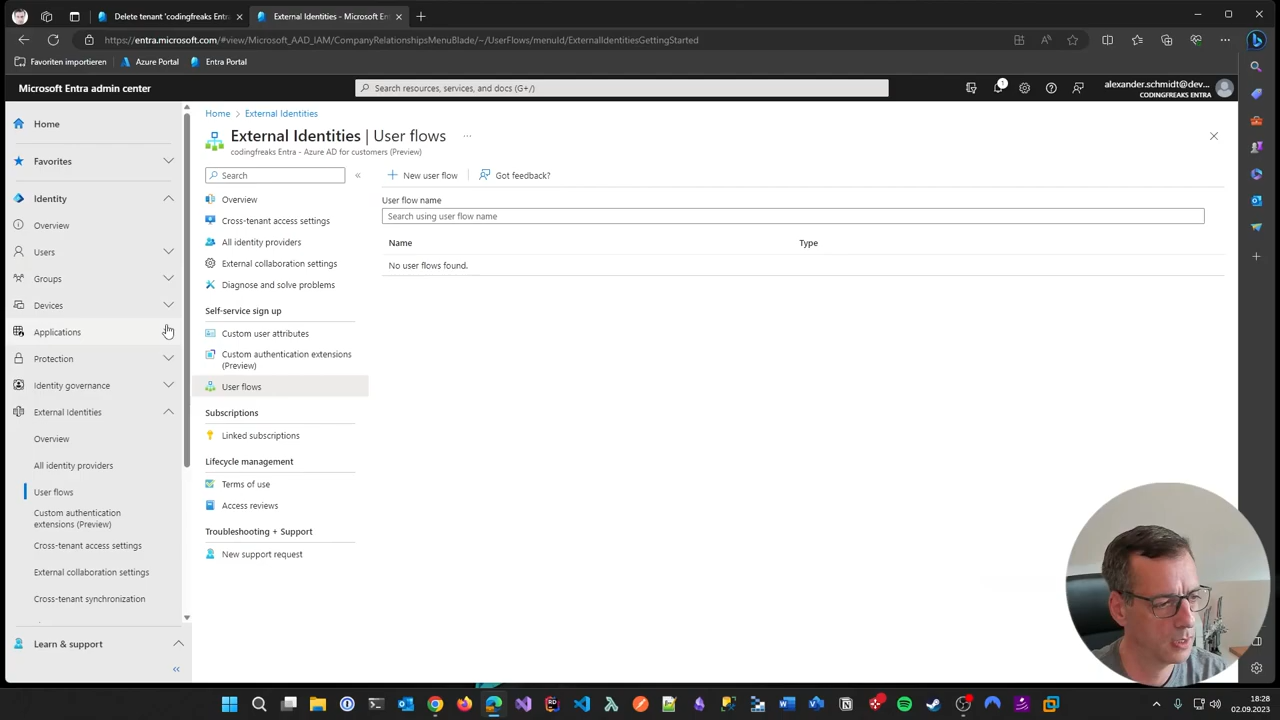 Delete tenant 'codingfreaks Entra
External Identities - Microsoft En
https://entra.microsoft.com/#view/Microsoft_AAD_IAM/CompanyRelationshipsMenuBlade/~/UserFlows/menuId/ExternalIdentitiesGettingStarted
Favoriten importieren
Azure Portal
Entra Portal
Microsoft Entra admin center
Search resources, services, and docs (G+/)
1
alexander.schmidt@dev...
CODINGFREAKS ENTRA
Home
Favorites
Identity
Overview
Users
Groups
Devices
Applications
Protection
Identity governance
External Identities
Overview
All identity providers
User flows
Custom authentication
extensions (Preview)
Cross-tenant access settings
External collaboration settings
Cross-tenant synchronization
Learn & support
Home > External Identities
External Identities | User flows
codingfreaks Entra - Azure AD for customers (Preview)
Search
Overview
Cross-tenant access settings
All identity providers
External collaboration settings
Diagnose and solve problems
Self-service sign up
Custom user attributes
Custom authentication extensions
(Preview)
User flows
Subscriptions
Linked subscriptions
Lifecycle management
Terms of use
Access reviews
Troubleshooting + Support
New support request
New user flow
Got feedback?
User flow name
Search using user flow name
Name
Type
No user flows found.
18:28
02.09.2023